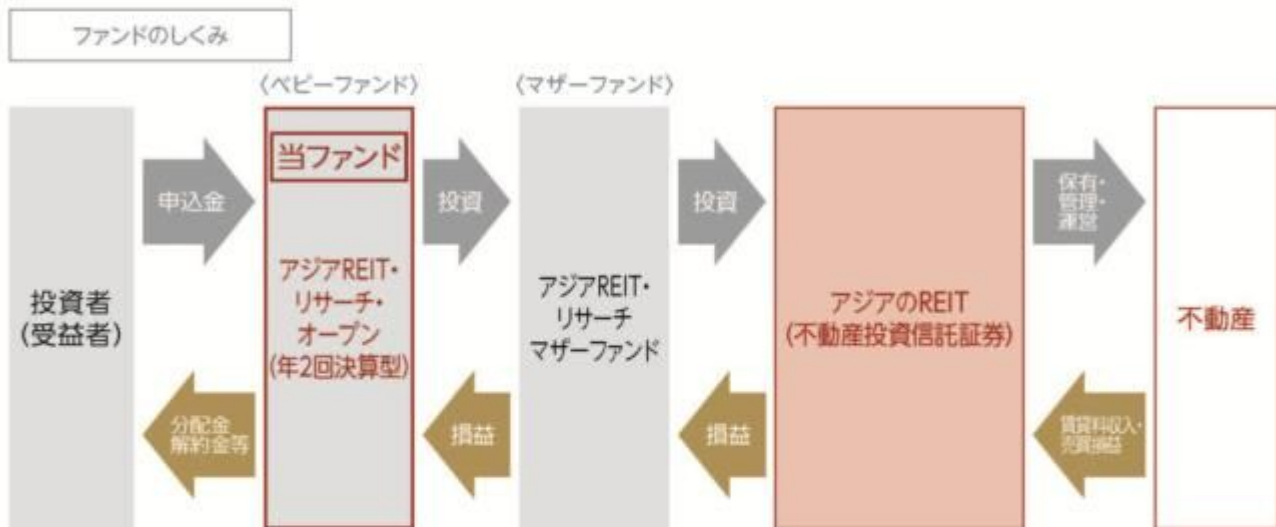 ファンドのしくみ
〈ベビーファンド〉
〈マザーファンド〉
投資者
(受益者)
申込金
分配金
解約金等
当ファンド
アジアREIT・
リサーチ・
オープン
(年2回決算型)
投資
損益
アジアREIT・
リサーチ
マザーファンド
投資
損益
アジアのREIT
(不動産投資信託証券)
保有・
管理・
運営
賃貸料収入・
売買損益
不動産